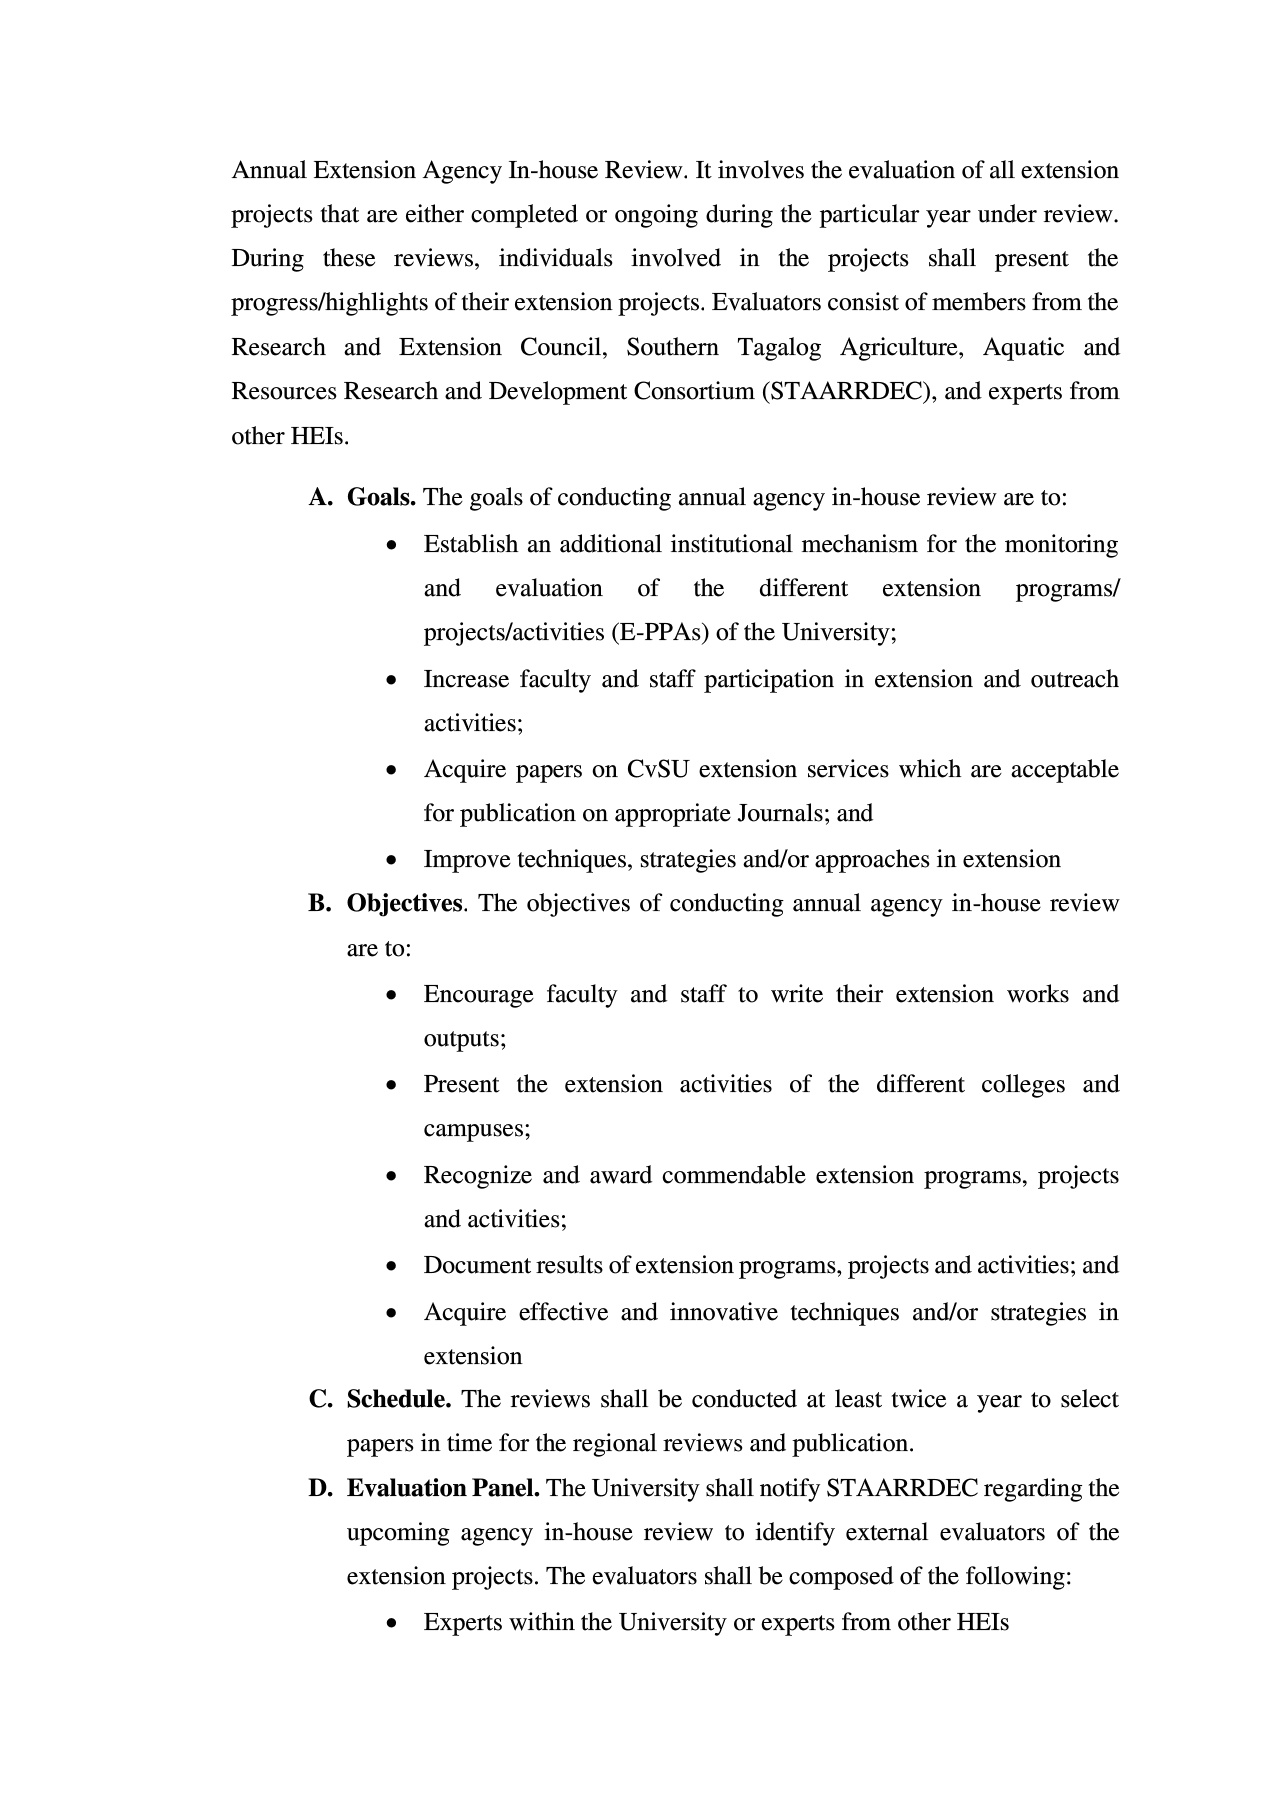 Annual Extension Agency In-house Review. It involves the evaluation of all extension
projects that are either completed or ongoing during the particular year under review.
During these reviews, individuals involved in the projects shall present the
progress/highlights of their extension projects. Evaluators consist of members from the
Research and Extension Council, Southern Tagalog Agriculture, Aquatic and
Resources Research and Development Consortium (STAARRDEC), and experts from
other HEIs.
A. Goals. The goals of conducting annual agency in-house review are to:
• Establish an additional institutional mechanism for the monitoring
and evaluation of the different extension programs/
projects/activities (E-PPAs) of the University;
• Increase faculty and staff participation in extension and outreach
activities;
• Acquire papers on CvSU extension services which are acceptable
for publication on appropriate Journals; and
• Improve techniques, strategies and/or approaches in extension
B. Objectives. The objectives of conducting annual agency in-house review
are to:
• Encourage faculty and staff to write their extension works and
outputs;
• Present the extension activities of the different colleges and
campuses;
• Recognize and award commendable extension programs, projects
and activities;
• Document results of extension programs, projects and activities; and
• Acquire effective and innovative techniques and/or strategies in
extension
C. Schedule. The reviews shall be conducted at least twice a year to select
papers in time for the regional reviews and publication.
D. Evaluation Panel. The University shall notify STAARRDEC regarding the
upcoming agency in-house review to identify external evaluators of the
extension projects. The evaluators shall be composed of the following:
• Experts within the University or experts from other HEIs